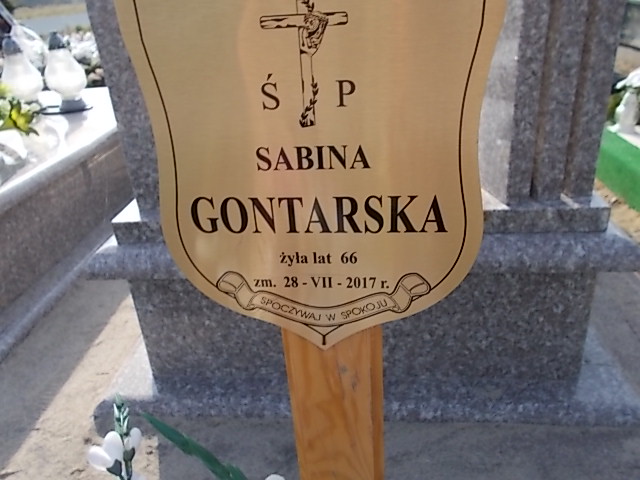 Ś P
SABINA
GONTARSKA
żyła lat 66
zm. 28 - VII - 2017 r.
SPOCZYWAJ W SPOKOJU